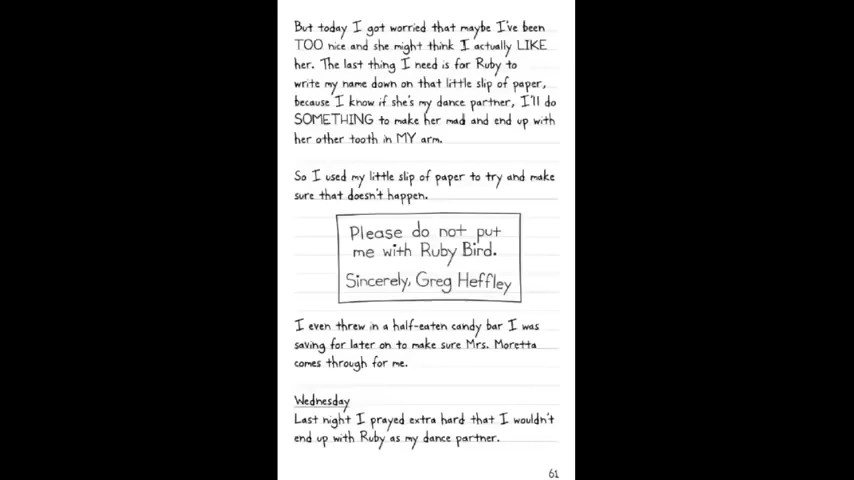 But today I got worried that maybe I've been
TOO nice and she might think I actually LIKE
her. The last thing I need is for Ruby to
write my name down on that little slip of paper,
because I know if she's my dance partner, I'll do
SOMETHING to make her mad and end up with
her other tooth in MY arm.
So I used my little slip of paper to try and make
sure that doesn't happen.
Please do not put
me with Ruby Bird.
Sincerely, Greg Heffley
I even threw in a half-eaten candy bar I was
saving for later on to make sure Mrs. Moretta
comes through for me.
Wednesday
Last night I prayed extra hard that I wouldn't
end up with Ruby as my dance partner.
61